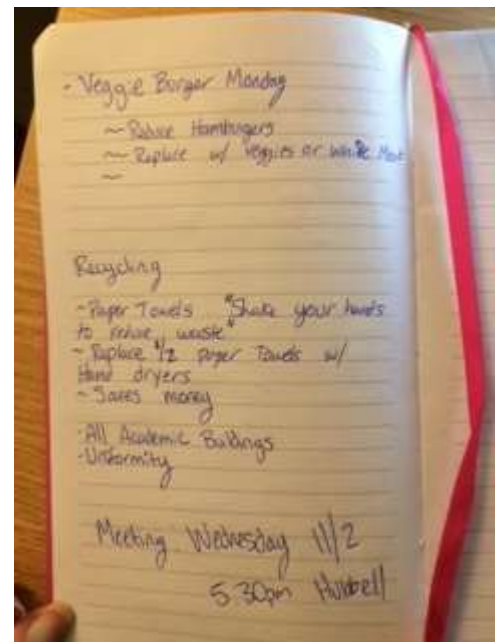 - Veggie Burger Monday
~ Reduce Hamburgers
~ Replace w/ Veggies or White Meat
~
Recycling
- Paper Towels "Shake your hands
to reduce waste"
- Replace 1/2 paper Towels w/
Hand dryers
- Saves money
- All Academic Buildings
- Uniformity
Meeting Wednesday 11/2
5:30pm Hubbell